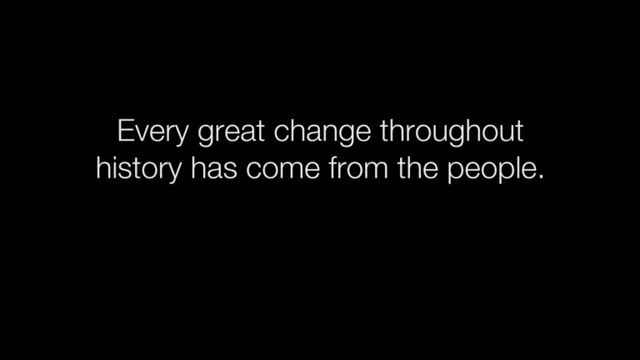 Every great change throughout
history has come from the people.